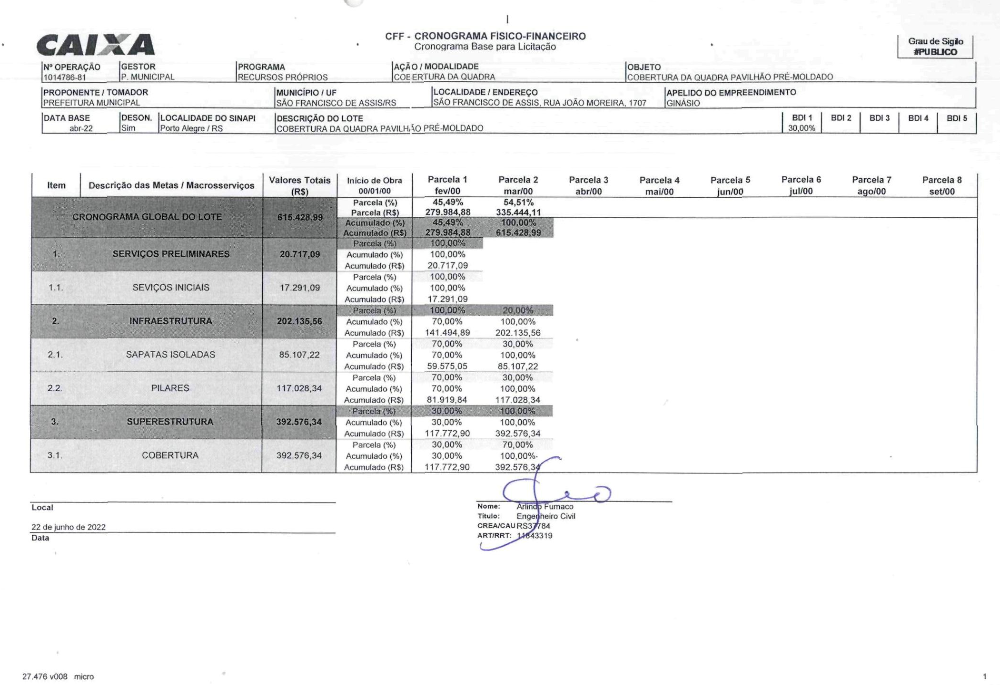 CFF - CRONOGRAMA FÍSICO-FINANCEIRO
CAIXA
Cronograma Base para Licitação
Grau de Sigilo
#PUBLICO
Nº OPERAÇÃO GESTOR PROGRAMA AÇÃO / MODALIDADE OBJETO
1014786-81 P. MUNICIPAL RECURSOS PRÓPRIOS COBERTURA DA QUADRA COBERTURA DA QUADRA PAVILHÃO PRÉ-MOLDADO
PROPONENTE / TOMADOR MUNICÍPIO / UF LOCALIDADE / ENDEREÇO APELIDO DO EMPREENDIMENTO
PREFEITURA MUNICIPAL SÃO FRANCISCO DE ASSIS/RS SÃO FRANCISCO DE ASSIS, RUA JOÃO MOREIRA, 1707 GINÁSIO
DATA BASE DESON. LOCALIDADE DO SINAPI DESCRIÇÃO DO LOTE BDI 1 BDI 2 BDI 3 BDI 4 BDI 5
abr-22 Sim Porto Alegre / RS COBERTURA DA QUADRA PAVILHÃO PRÉ-MOLDADO 30,00%
Item Descrição das Metas / Macrosserviços Valores Totais (R$) Início de Obra 00/01/00 Parcela 1 fev/00 Parcela 2 mar/00 Parcela 3 abr/00 Parcela 4 mai/00 Parcela 5 jun/00 Parcela 6 jul/00 Parcela 7 ago/00 Parcela 8 set/00
CRONOGRAMA GLOBAL DO LOTE 615.428,99 Parcela (%) 45,49% 54,51%
Parcela (R$) 279.984,88 335.444,11
Acumulado (%) 45,49% 100,00%
Acumulado (R$) 279.984,88 615.428,99
1. SERVIÇOS PRELIMINARES 20.717,09 Parcela (%) 100,00%
Acumulado (%) 100,00%
Acumulado (R$) 20.717,09
1.1. SEVIÇOS INICIAIS 17.291,09 Parcela (%) 100,00%
Acumulado (%) 100,00%
Acumulado (R$) 17.291,09
2. INFRAESTRUTURA 202.135,56 Parcela (%) 100,00% 20,00%
Acumulado (%) 70,00% 100,00%
Acumulado (R$) 141.494,89 202.135,56
2.1. SAPATAS ISOLADAS 85.107,22 Parcela (%) 70,00% 30,00%
Acumulado (%) 70,00% 100,00%
Acumulado (R$) 59.575,05 85.107,22
2.2. PILARES 117.028,34 Parcela (%) 70,00% 30,00%
Acumulado (%) 70,00% 100,00%
Acumulado (R$) 81.919,84 117.028,34
3. SUPERESTRUTURA 392.576,34 Parcela (%) 30,00% 100,00%
Acumulado (%) 30,00% 100,00%
Acumulado (R$) 117.772,90 392.576,34
3.1. COBERTURA 392.576,34 Parcela (%) 30,00% 70,00%
Acumulado (%) 30,00% 100,00%
Acumulado (R$) 117.772,90 392.576,34
Local
22 de junho de 2022
Data
Nome: Arlindo Fumaco
Título: Engenheiro Civil
CREA/CAU RS37784
ART/RRT: 11843319
27.476 v008 micro
1